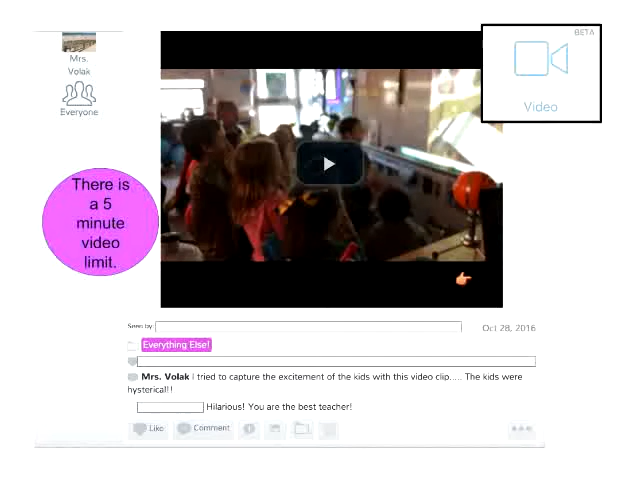 Mrs.
Volak
Everyone
BETA
Video
There is
a 5
minute
video
limit.
Seen by:
Oct 28, 2016
Everything Else!
Mrs. Volak I tried to capture the excitement of the kids with this video clip..... The kids were
hysterical!!
Hilarious! You are the best teacher!
Like
Comment